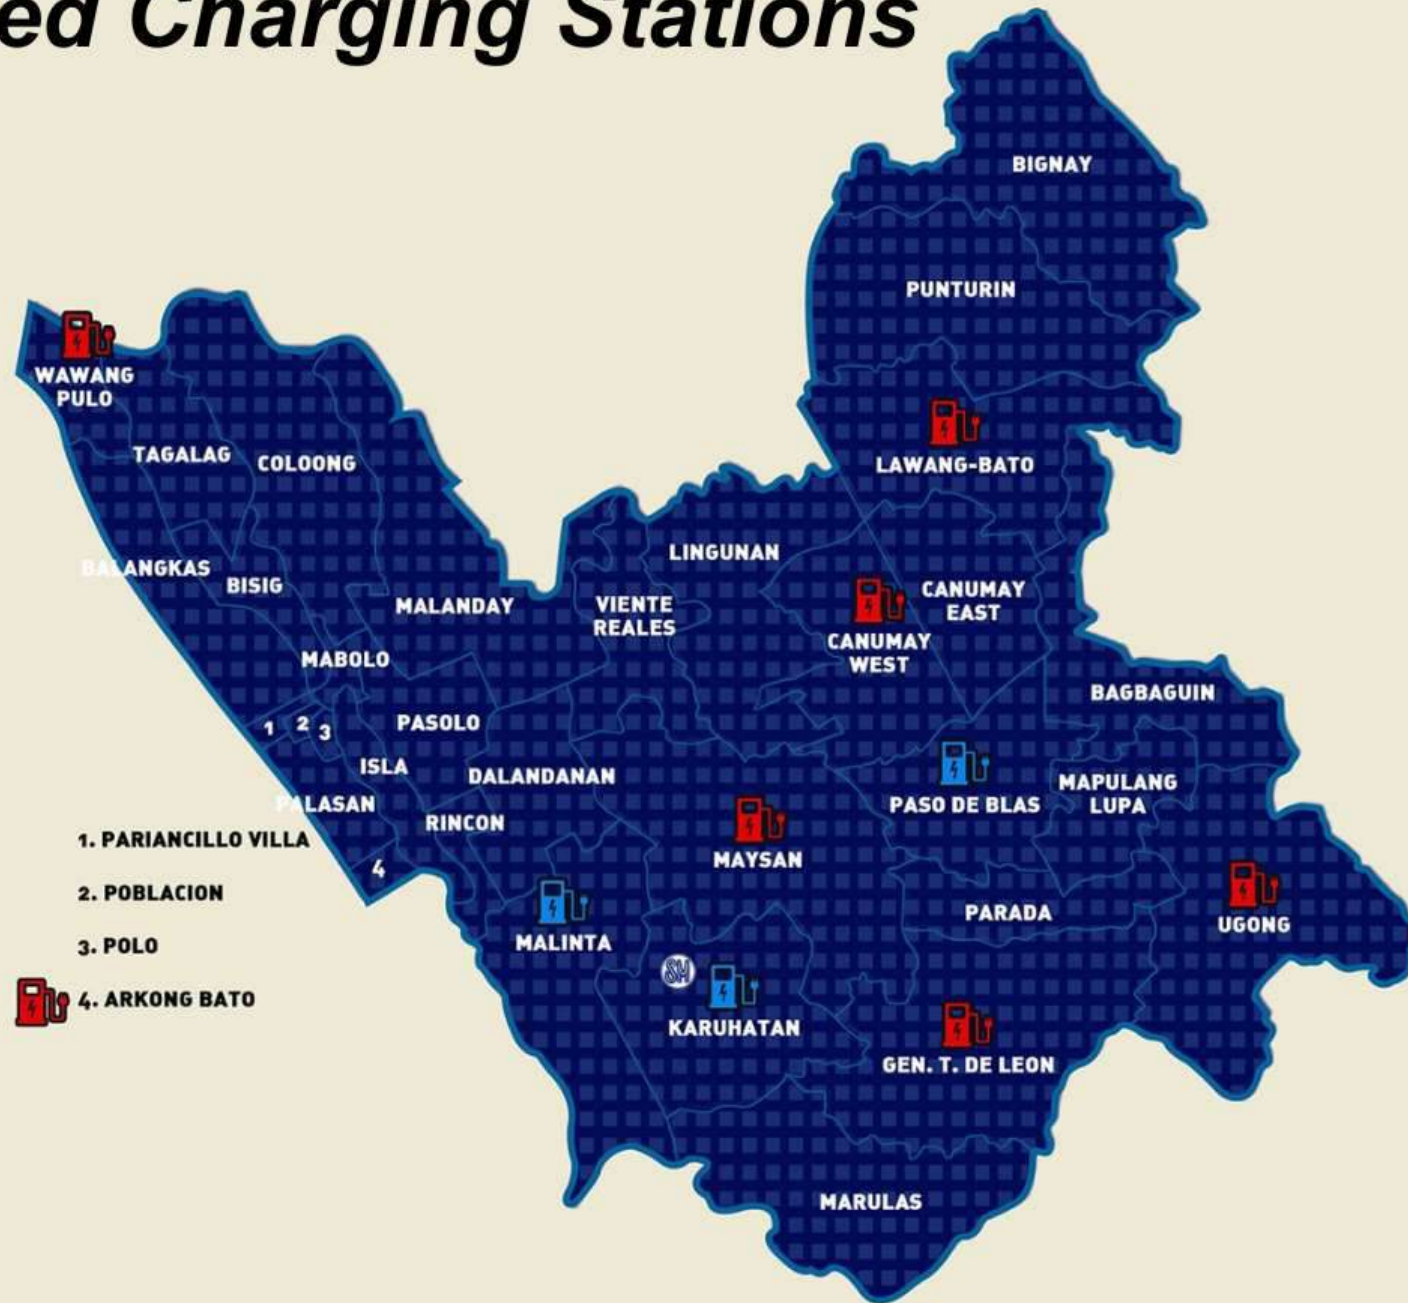 ed Charging Stations
BIGNAY
PUNTURIN
WAWANG
PULO
LAWANG-BATO
TAGALAG
COLOONG
LINGUNAN
BALANGKAS
BISIG
MALANDAY
VIENTE
REALES
CANUMAY
EAST
CANUMAY
WEST
MABOLO
BAGBAGUIN
1
2
3
PASOLO
ISLA
DALANDANAN
MAPULANG
LUPA
PASO DE BLAS
PALASAN
RINCON
1. PARIANCILLO VILLA
MAYSAN
4
2. POBLACION
PARADA
UGONG
3. POLO
MALINTA
SM
4. ARKONG BATO
KARUHATAN
GEN. T. DE LEON
MARULAS